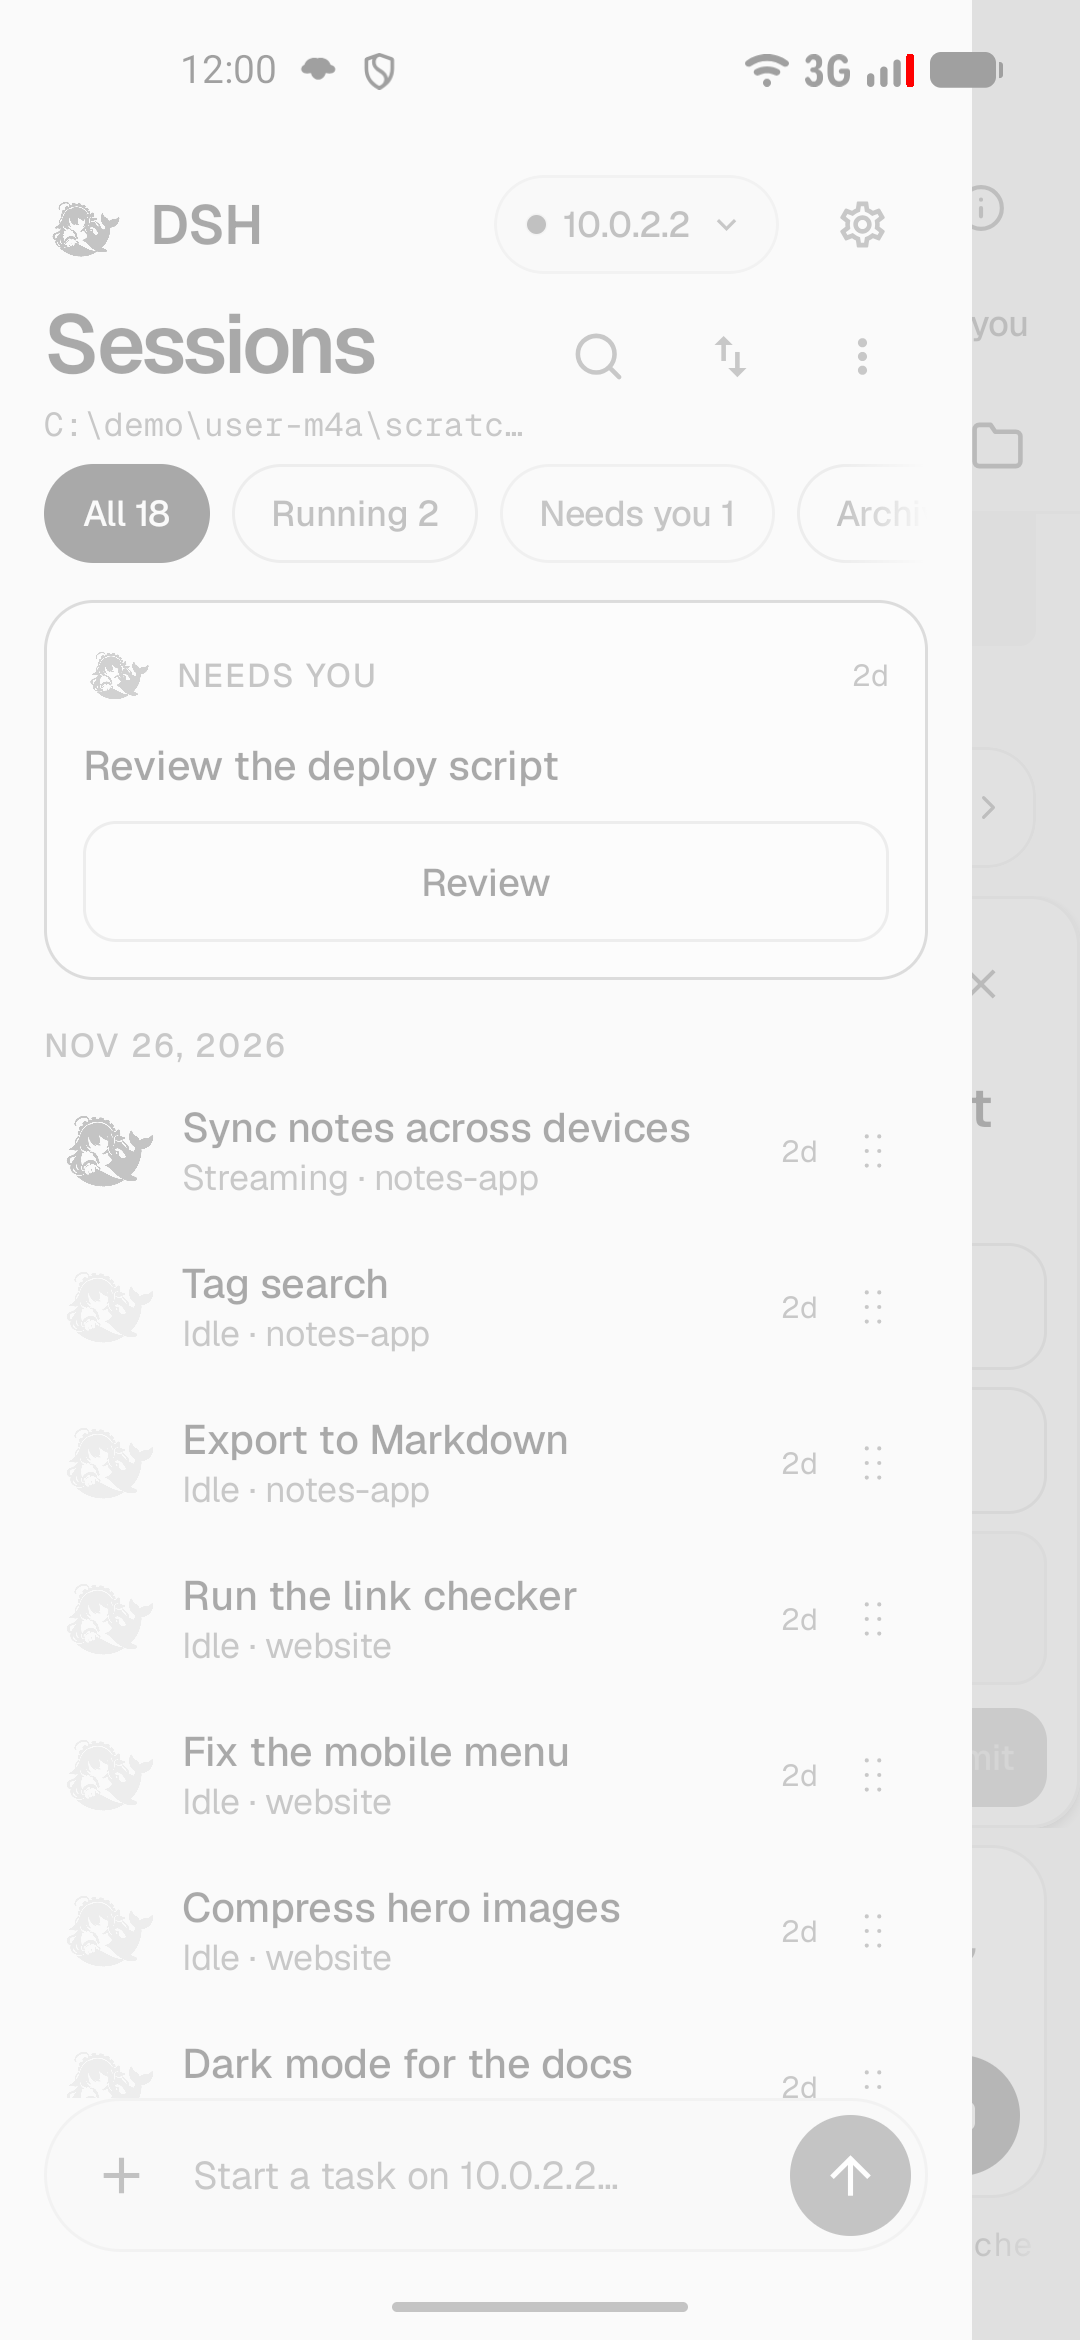 12:00 3G
DSH 10.0.2.2
Sessions
C:\demo\user-m4a\scratc…
All 18 Running 2 Needs you 1 Archi
NEEDS YOU 2d
Review the deploy script
Review
NOV 26, 2026
Sync notes across devices
Streaming · notes-app 2d
Tag search
Idle · notes-app 2d
Export to Markdown
Idle · notes-app 2d
Run the link checker
Idle · website 2d
Fix the mobile menu
Idle · website 2d
Compress hero images
Idle · website 2d
Dark mode for the docs
2d
Start a task on 10.0.2.2…
you
t
mit
che